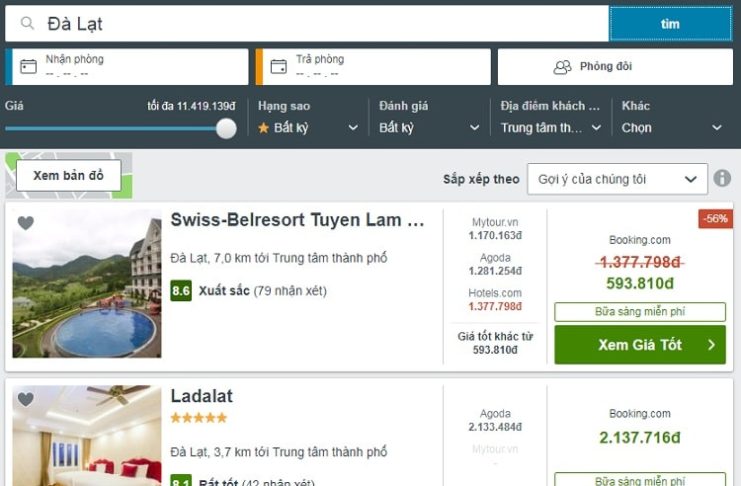 Đà Lạt
tìm
Nhận phòng
-- . -- . --
Trả phòng
-- . -- . --
Phòng đôi
Giá
tối đa 11.419.139đ
Hạng sao
Bất kỳ
Đánh giá
Bất kỳ
Địa điểm khách ...
Trung tâm th...
Khác
Chọn
Xem bản đồ
Sắp xếp theo
Gợi ý của chúng tôi
Swiss-Belresort Tuyen Lam ...
Đà Lạt, 7,0 km tới Trung tâm thành phố
8.6 Xuất sắc (79 nhận xét)
Mytour.vn
1.170.163đ
Agoda
1.281.254đ
Hotels.com
1.377.798đ
Giá tốt khác từ
593.810đ
-56%
Booking.com
1.377.798đ
593.810đ
Bữa sáng miễn phí
Xem Giá Tốt
Ladalat
Đà Lạt, 3,7 km tới Trung tâm thành phố
8.1 Rất tốt (42 nhận xét)
Agoda
2.133.484đ
Mytour.vn
-
Booking.com
2.137.716đ
Bữa sáng miễn phí